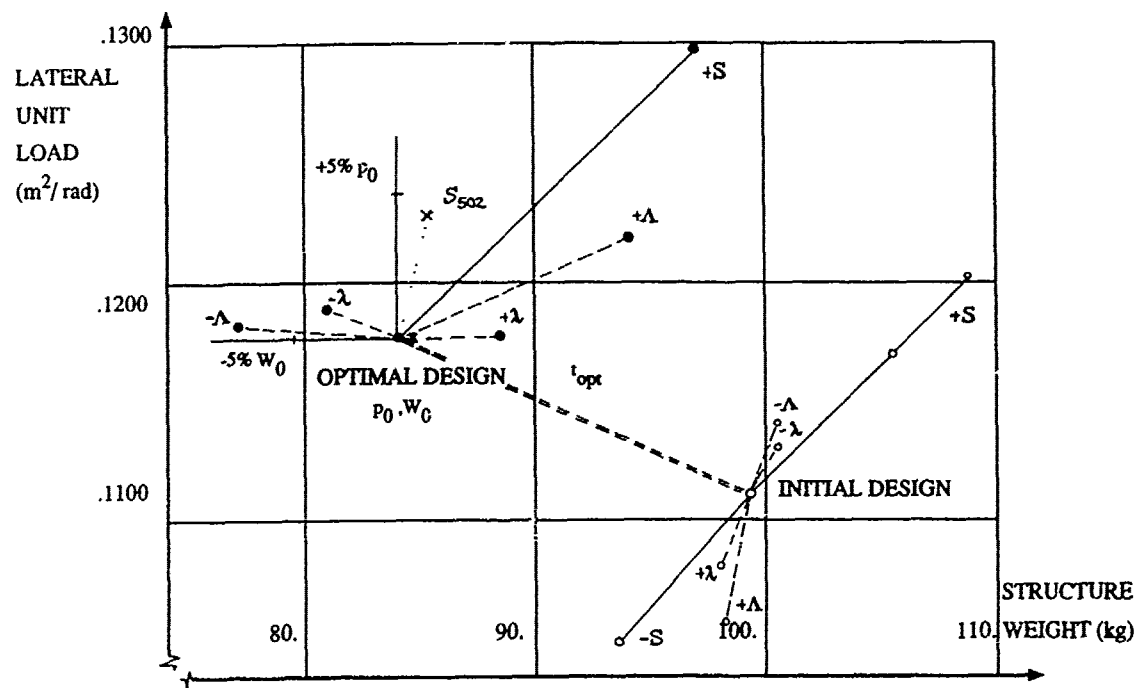 .1300
LATERAL
UNIT
LOAD
(m²/rad)
+S
+5% p₀
S₅₀₂
+Λ
.1200
-λ
-Λ
+λ
+S
-5% W₀
OPTIMAL DESIGN
p₀ ,W₀
t_opt
-Λ
-λ
.1100
INITIAL DESIGN
+λ
+Λ
-S
80.
90.
100.
110.
STRUCTURE
WEIGHT (kg)